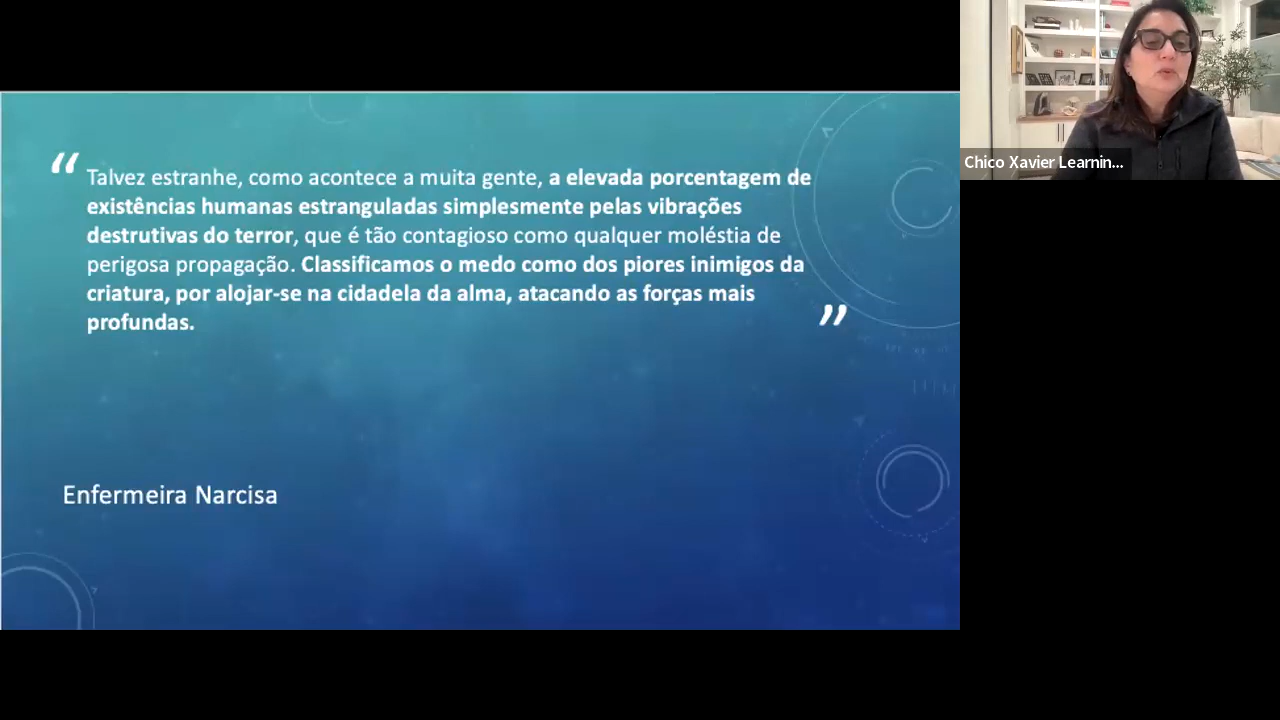 “ Talvez estranhe, como acontece a muita gente, a elevada porcentagem de
existências humanas estranguladas simplesmente pelas vibrações
destrutivas do terror, que é tão contagioso como qualquer moléstia de
perigosa propagação. Classificamos o medo como dos piores inimigos da
criatura, por alojar-se na cidadela da alma, atacando as forças mais
profundas. ”
Enfermeira Narcisa
Chico Xavier Learnin...